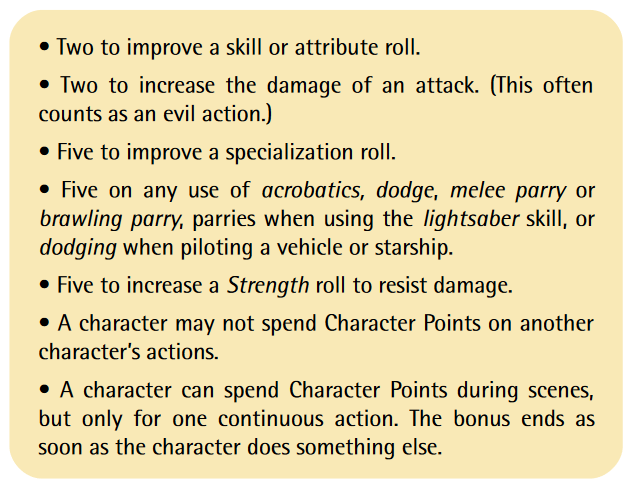 • Two to improve a skill or attribute roll.
• Two to increase the damage of an attack. (This often
counts as an evil action.)
• Five to improve a specialization roll.
• Five on any use of acrobatics, dodge, melee parry or
brawling parry, parries when using the lightsaber skill, or
dodging when piloting a vehicle or starship.
• Five to increase a Strength roll to resist damage.
• A character may not spend Character Points on another
character's actions.
• A character can spend Character Points during scenes,
but only for one continuous action. The bonus ends as
soon as the character does something else.